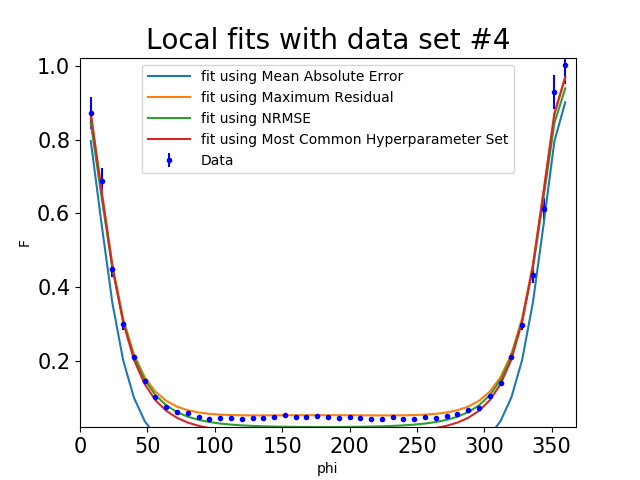 Local fits with data set #4
fit using Mean Absolute Error
fit using Maximum Residual
fit using NRMSE
fit using Most Common Hyperparameter Set
Data
F
1.0
0.8
0.6
0.4
0.2
0 50 100 150 200 250 300 350
phi